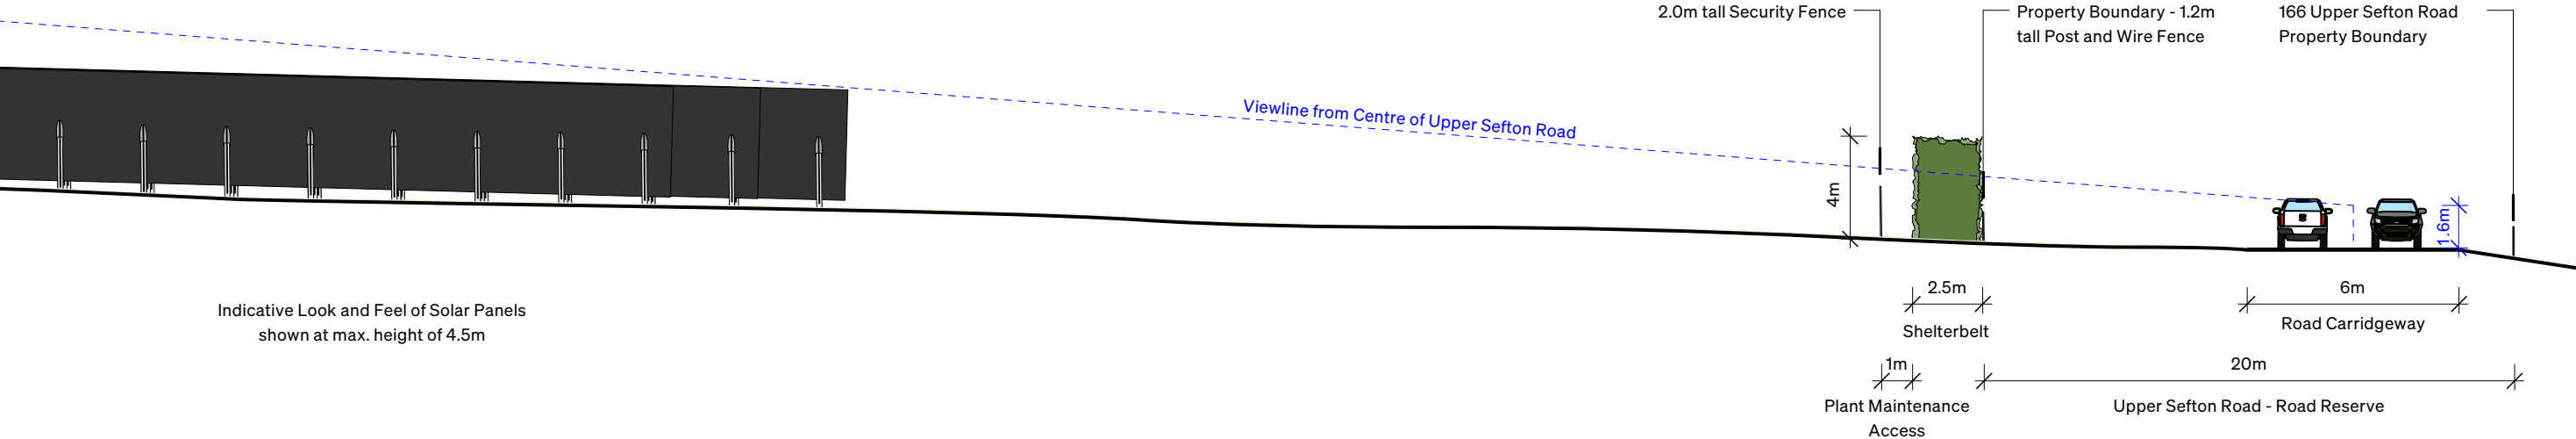 2.0m tall Security Fence
Property Boundary - 1.2m
tall Post and Wire Fence
166 Upper Sefton Road
Property Boundary
Viewline from Centre of Upper Sefton Road
4m
1.6m
Indicative Look and Feel of Solar Panels
shown at max. height of 4.5m
2.5m
Shelterbelt
6m
Road Carridgeway
1m
Plant Maintenance
Access
20m
Upper Sefton Road - Road Reserve